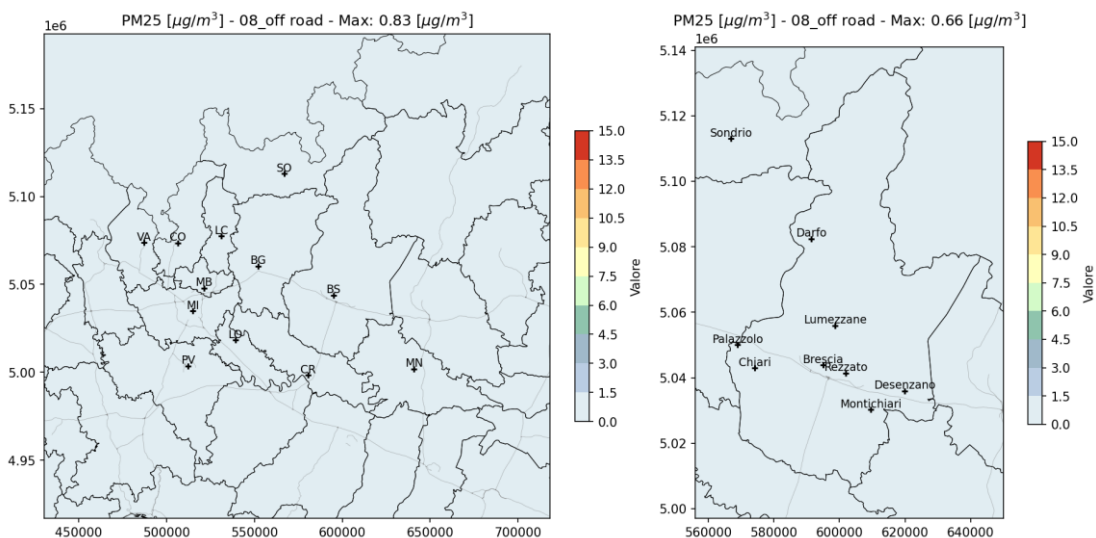 PM25 [μg/m³] - 08_off road - Max: 0.83 [μg/m³]
1e6
5.15
5.10
5.05
5.00
4.95
450000 500000 550000 600000 650000 700000
SO
VA CO LC
BG
MB
BS
MI
LO
PV
CR
MN
15.0
13.5
12.0
10.5
9.0
7.5
6.0
4.5
3.0
1.5
0.0
Valore
PM25 [μg/m³] - 08_off road - Max: 0.66 [μg/m³]
1e6
5.14
5.12
5.10
5.08
5.06
5.04
5.02
5.00
560000 580000 600000 620000 640000
Sondrio
Darfo
Lumezzane
Palazzolo
Chiari
Brescia
Rezzato
Desenzano
Montichiari
15.0
13.5
12.0
10.5
9.0
7.5
6.0
4.5
3.0
1.5
0.0
Valore